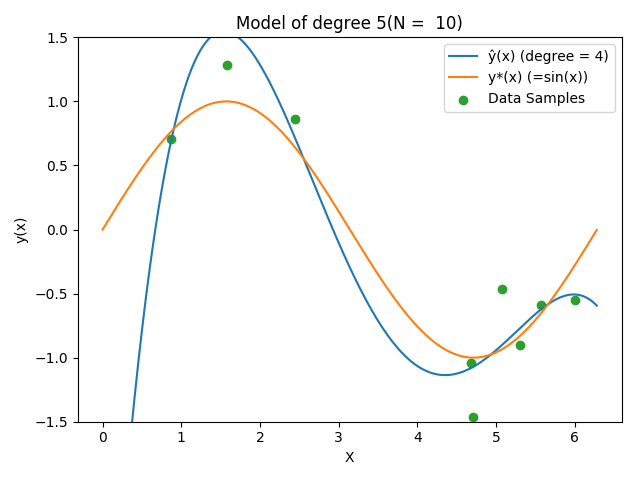 Model of degree 5(N =  10)
ŷ(x) (degree = 4)
y*(x) (=sin(x))
Data Samples
y(x)
1.5
1.0
0.5
0.0
−0.5
−1.0
−1.5
0 1 2 3 4 5 6
X